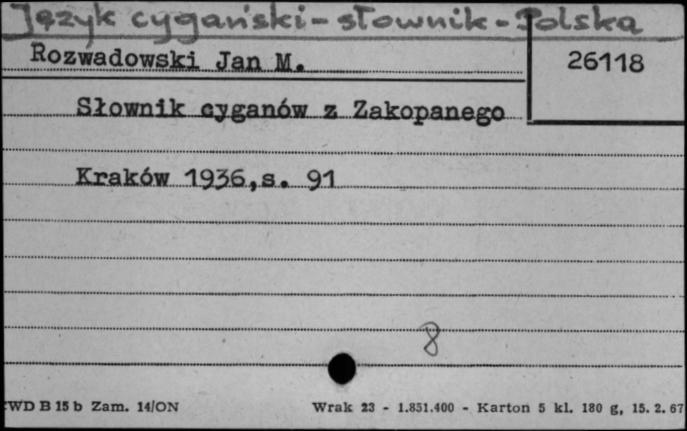 Język cygański - słownik - Polska
Rozwadowski Jan M.
26118
Słownik cyganów z Zakopanego
Kraków 1936,s. 91
8
WD B 15 b Zam. 14/ON
Wrak 23 - 1.851.400 - Karton 5 kl. 180 g, 15. 2. 67